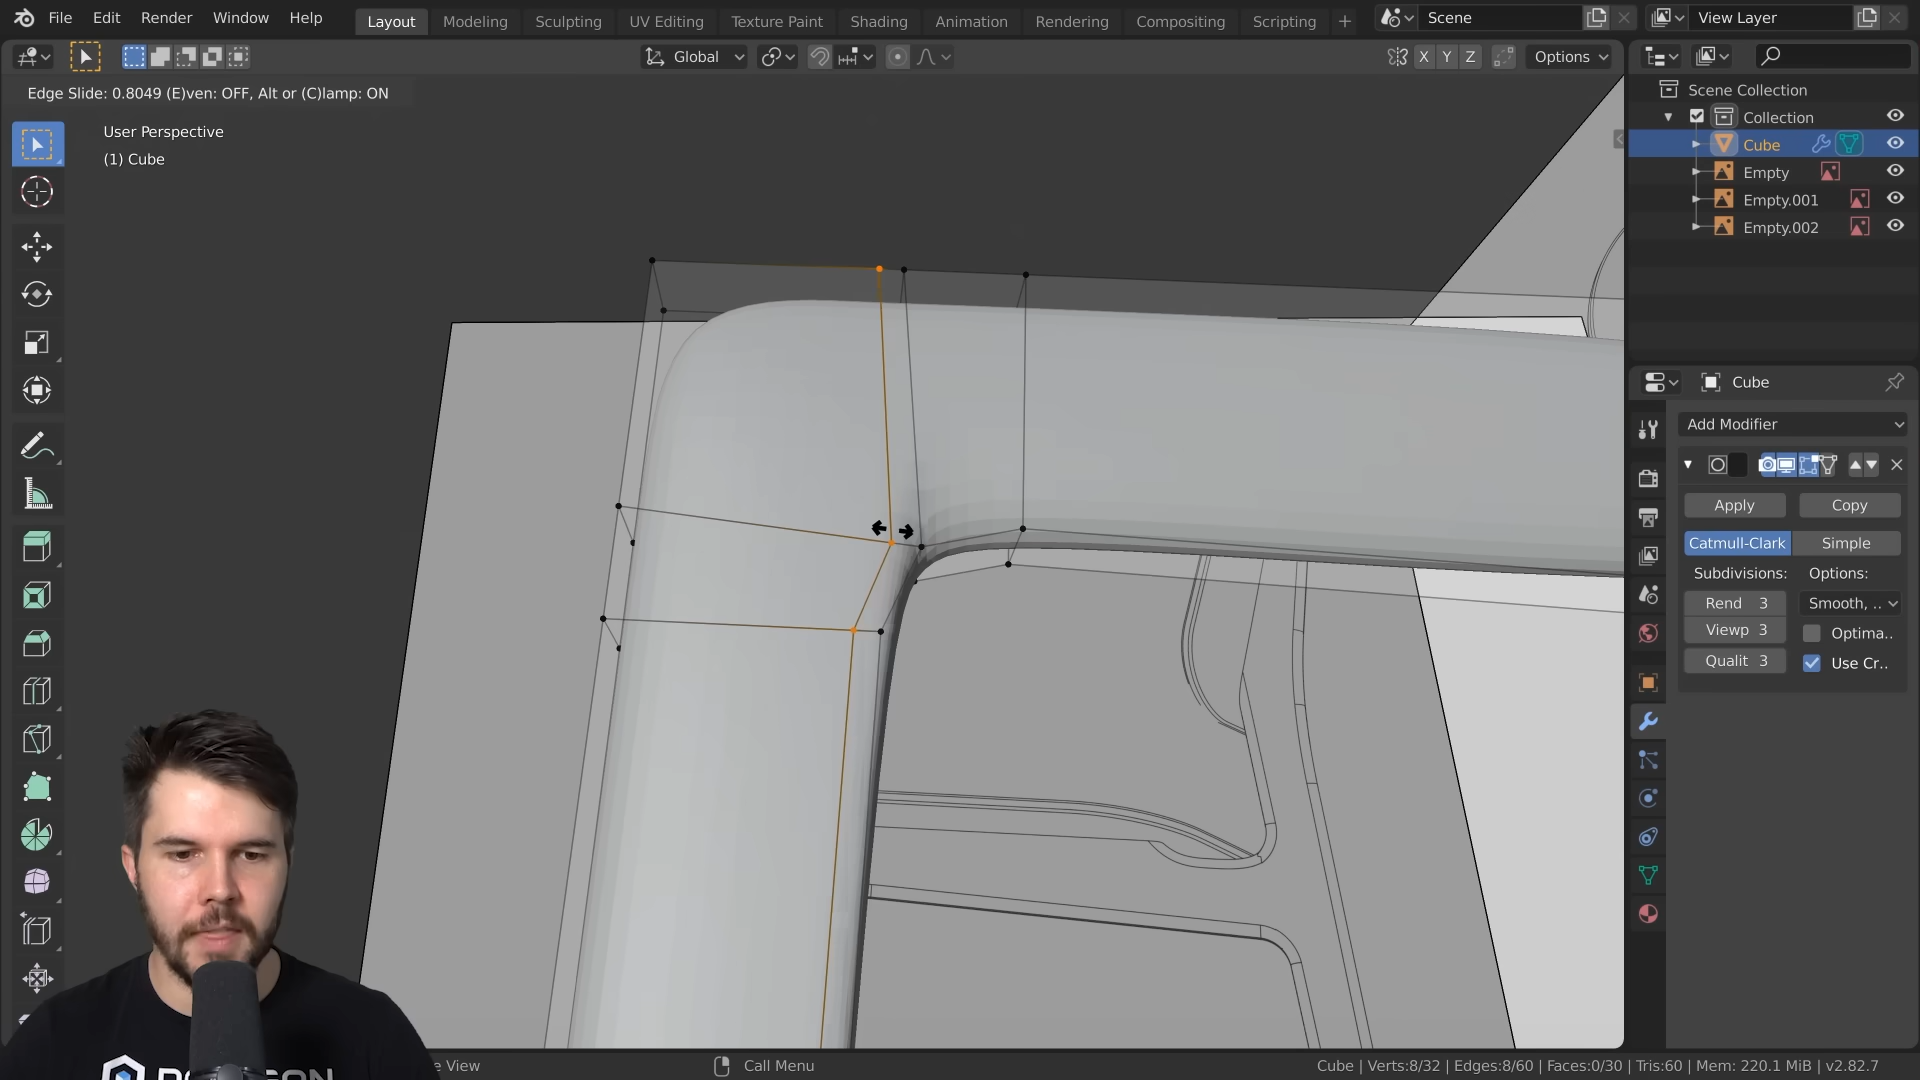 File Edit Render Window Help
Layout Modeling Sculpting UV Editing Texture Paint Shading Animation Rendering Compositing Scripting +
Scene
View Layer
Global
X Y Z
Options
Edge Slide: 0.8049 (E)ven: OFF, Alt or (C)lamp: ON
User Perspective
(1) Cube
Scene Collection
Collection
Cube
Empty
Empty.001
Empty.002
Cube
Add Modifier
Apply
Copy
Catmull-Clark
Simple
Subdivisions:
Options:
Rend 3
Smooth, ..
Viewp 3
Optima..
Qualit 3
Use Cr..
e View
Call Menu
Cube | Verts:8/32 | Edges:8/60 | Faces:0/30 | Tris:60 | Mem: 220.1 MiB | v2.82.7